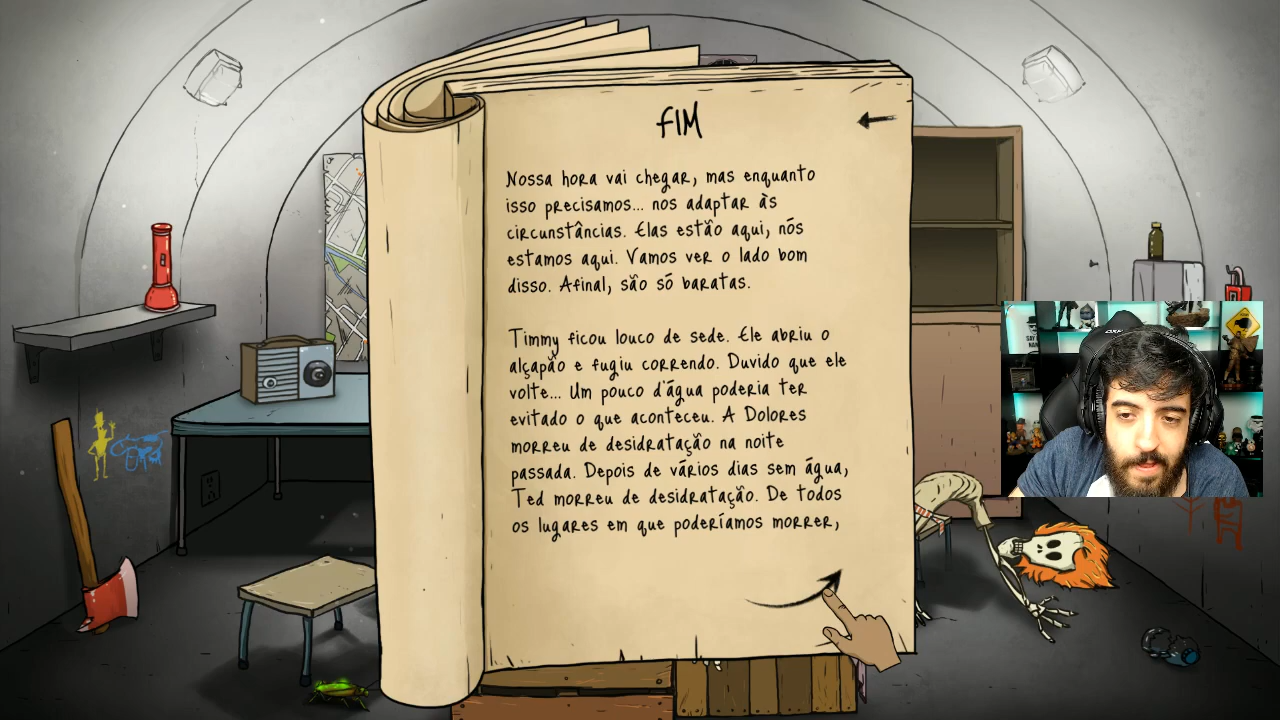 FIM
Nossa hora vai chegar, mas enquanto
isso precisamos... nos adaptar às
circunstâncias. Elas estão aqui, nós
estamos aqui. Vamos ver o lado bom
disso. Afinal, são só baratas.
Timmy ficou louco de sede. Ele abriu o
alçapão e fugiu correndo. Duvido que ele
volte... Um pouco d'água poderia ter
evitado o que aconteceu. A Dolores
morreu de desidratação na noite
passada. Depois de vários dias sem água,
Ted morreu de desidratação. De todos
os lugares em que poderíamos morrer,